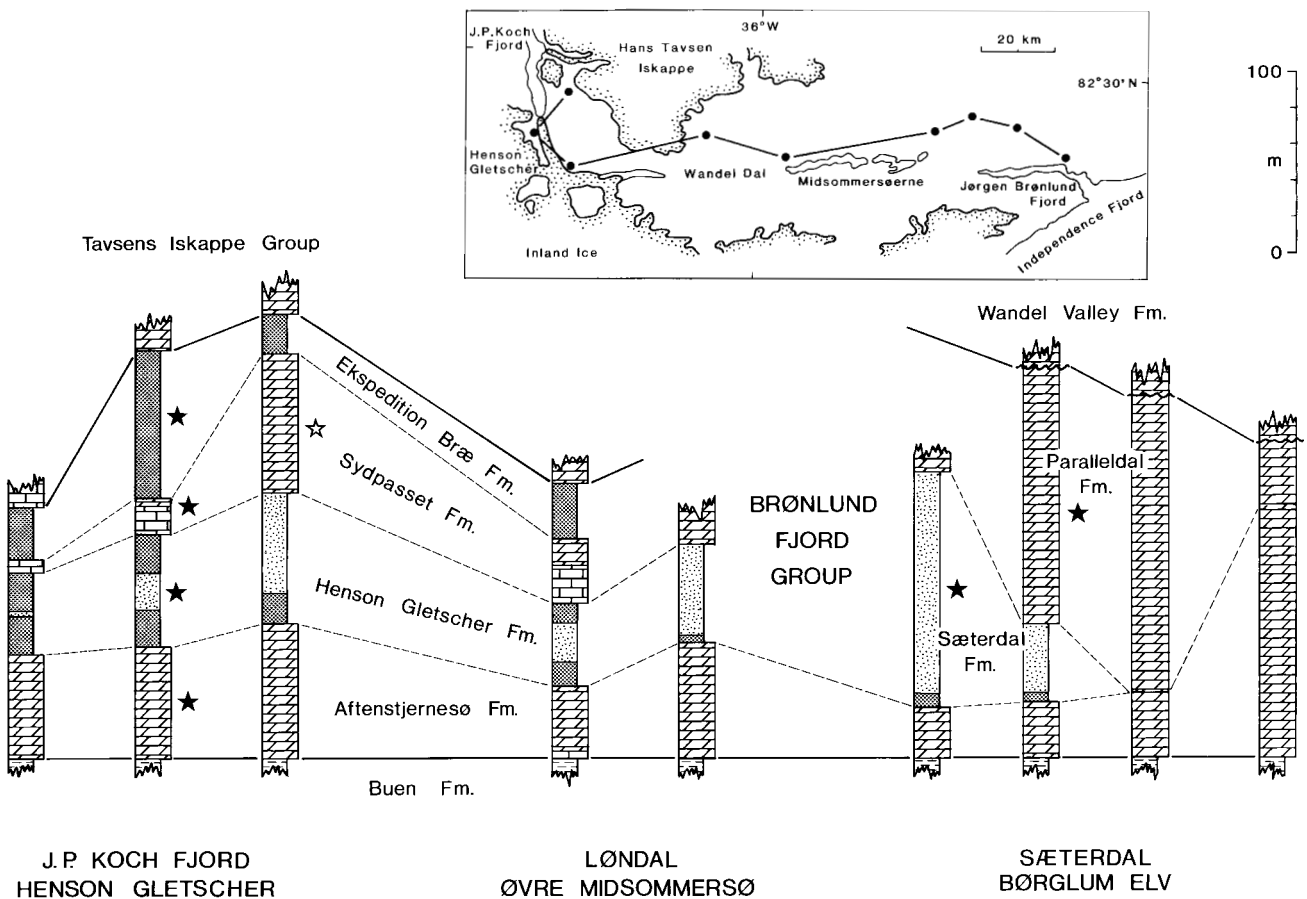 J.P. Koch
Fjord
36°W
Hans Tavsen
Iskappe
20 km
82°30'N
Henson
Gletscher
Wandel Dal
Midsommersøerne
Jørgen Brønlund
Fjord
Independence Fjord
Inland Ice
100
m
0
Tavsens Iskappe Group
Wandel Valley Fm.
Ekspedition Bræ Fm.
Sydpasset Fm.
Henson Gletscher Fm.
Aftenstjernesø Fm.
Buen Fm.
BRØNLUND
FJORD
GROUP
Paralleldal
Fm.
Sæterdal
Fm.
J.P. KOCH FJORD
HENSON GLETSCHER
LØNDAL
ØVRE MIDSOMMERSØ
SÆTERDAL
BØRGLUM ELV